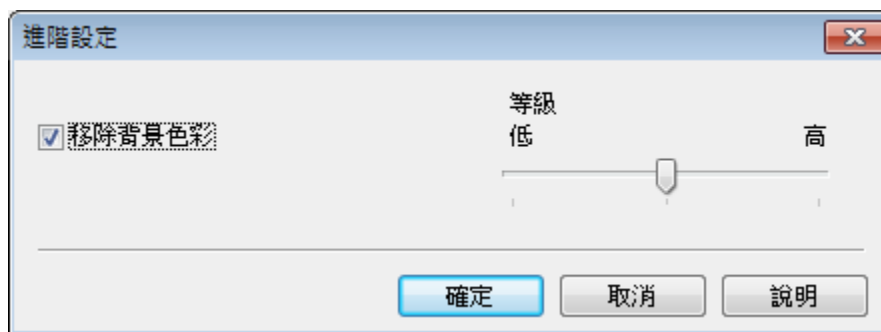 進階設定
等級
移除背景色彩
低 高
確定 取消 說明